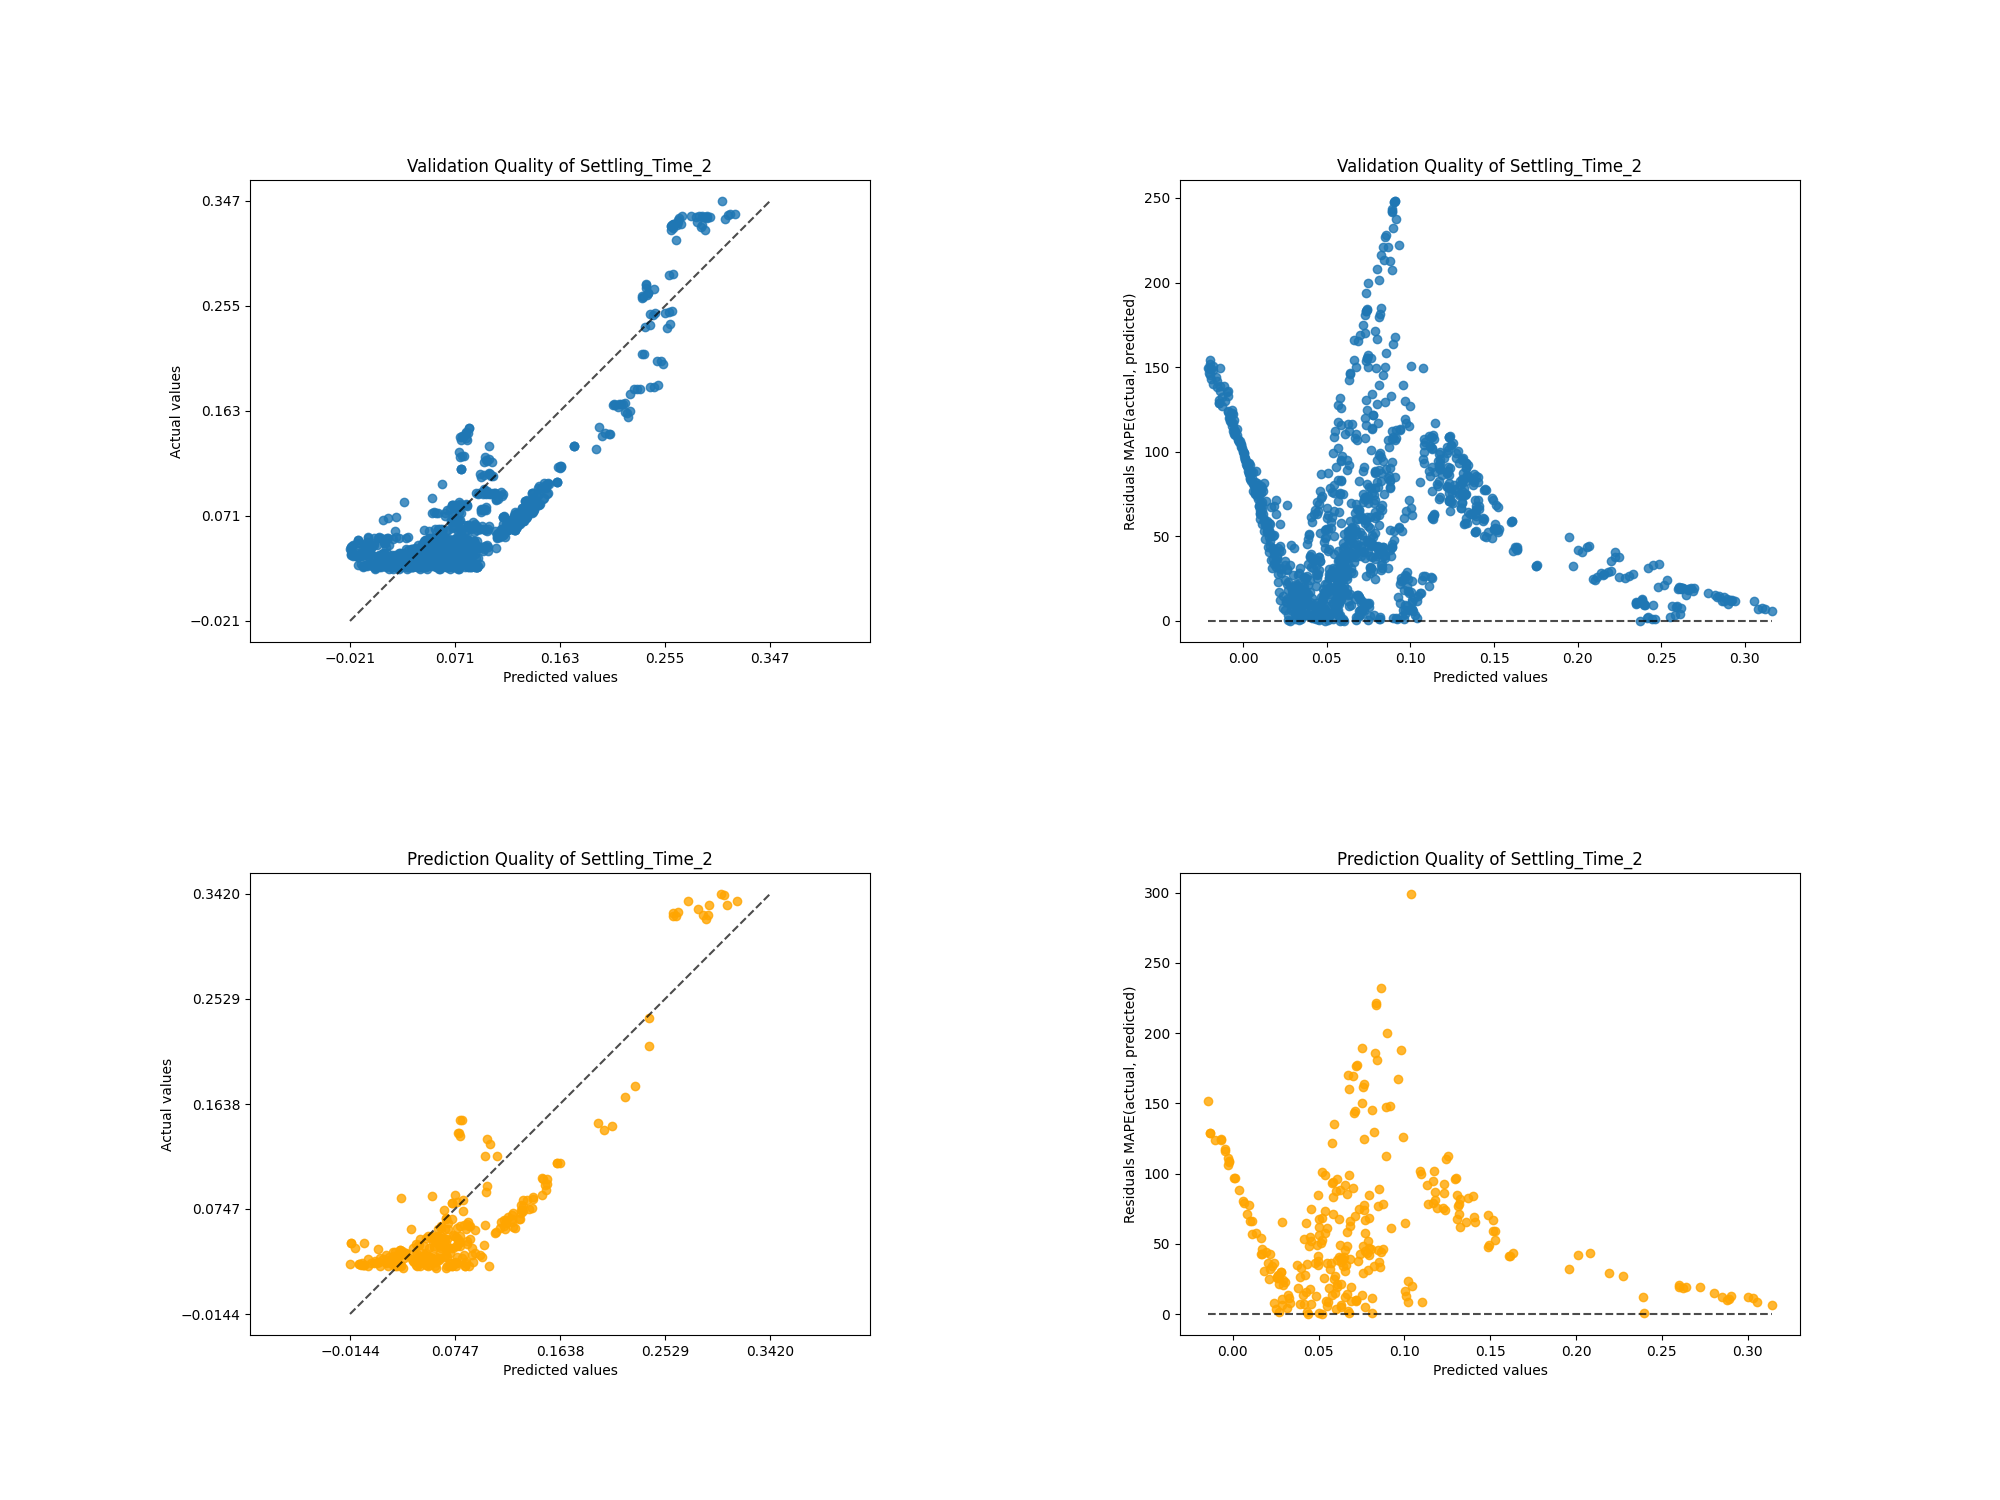 Validation Quality of Settling_Time_2
0.347
0.255
0.163
0.071
−0.021
Actual values
−0.021 0.071 0.163 0.255 0.347
Predicted values
Validation Quality of Settling_Time_2
250
200
150
100
50
0
Residuals MAPE(actual, predicted)
0.00 0.05 0.10 0.15 0.20 0.25 0.30
Predicted values
Prediction Quality of Settling_Time_2
0.3420
0.2529
0.1638
0.0747
−0.0144
Actual values
−0.0144 0.0747 0.1638 0.2529 0.3420
Predicted values
Prediction Quality of Settling_Time_2
300
250
200
150
100
50
0
Residuals MAPE(actual, predicted)
0.00 0.05 0.10 0.15 0.20 0.25 0.30
Predicted values